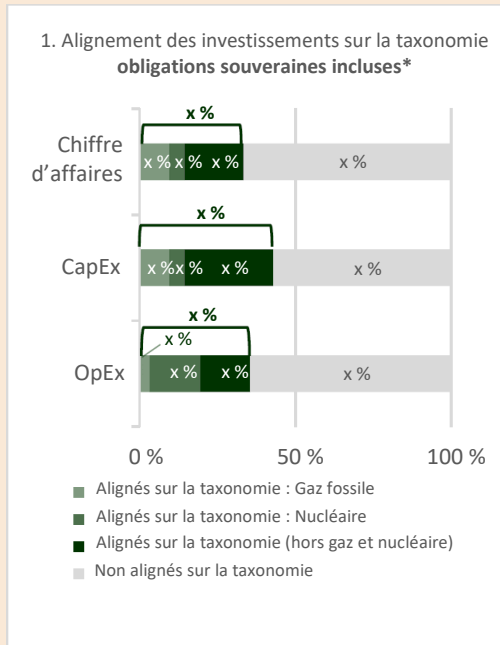 1. Alignement des investissements sur la taxonomie
obligations souveraines incluses*
x %
Chiffre
d’affaires
x % x % x % x %
x %
CapEx
x % x % x % x %
x %
x %
OpEx
x % x % x %
0 % 50 % 100 %
Alignés sur la taxonomie : Gaz fossile
Alignés sur la taxonomie : Nucléaire
Alignés sur la taxonomie (hors gaz et nucléaire)
Non alignés sur la taxonomie